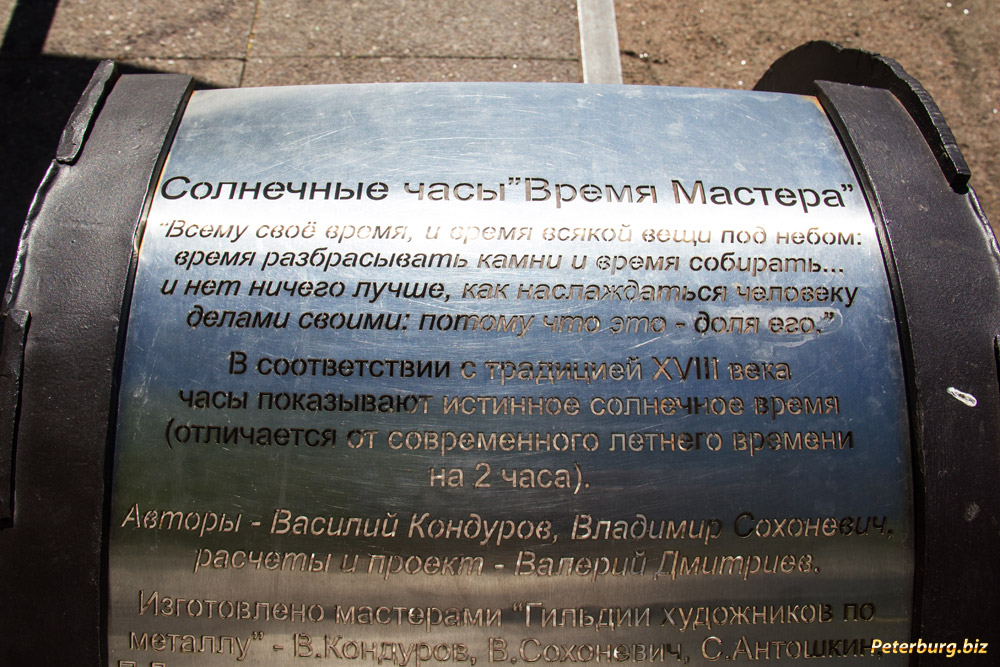 Солнечные часы"Время Мастера"
"Всему своё время, и время всякой вещи под небом:
время разбрасывать камни и время собирать...
и нет ничего лучше, как наслаждаться человеку
делами своими: потому что это - доля его."
В соответствии с традицией XVIII века
часы показывают истинное солнечное время
(отличается от современного летнего времени
на 2 часа).
Авторы - Василий Кондуров, Владимир Сохоневич,
расчеты и проект - Валерий Дмитриев.
Изготовлено мастерами "Гильдии художников по
металлу" - В.Кондуров, В.Сохоневич, С.Антошкин
Peterburg.biz